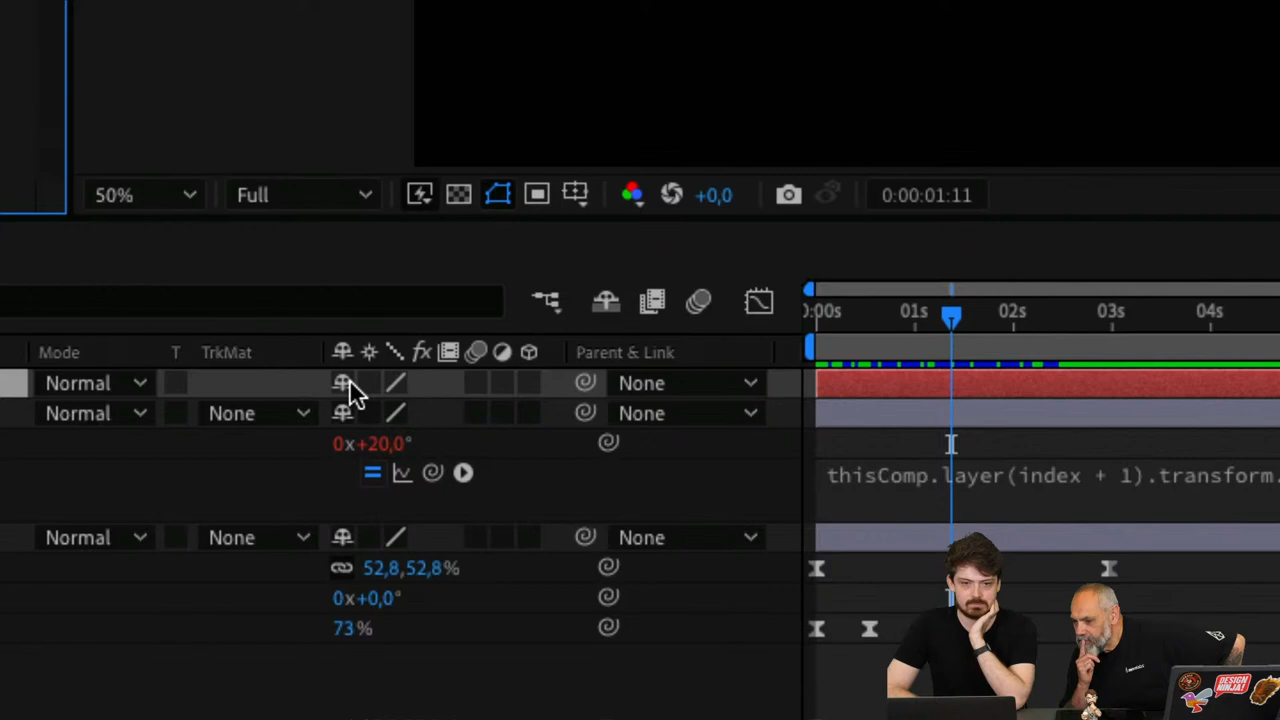 50% Full +0,0 0:00:01:11
0:00s 01s 02s 03s 04s
Mode T TrkMat fx Parent & Link
Normal None
Normal None None
0x+20,0°
thisComp.layer(index + 1).transform.
Normal None None
52,8,52,8%
0x+0,0°
73%
DESIGN
NINJA!